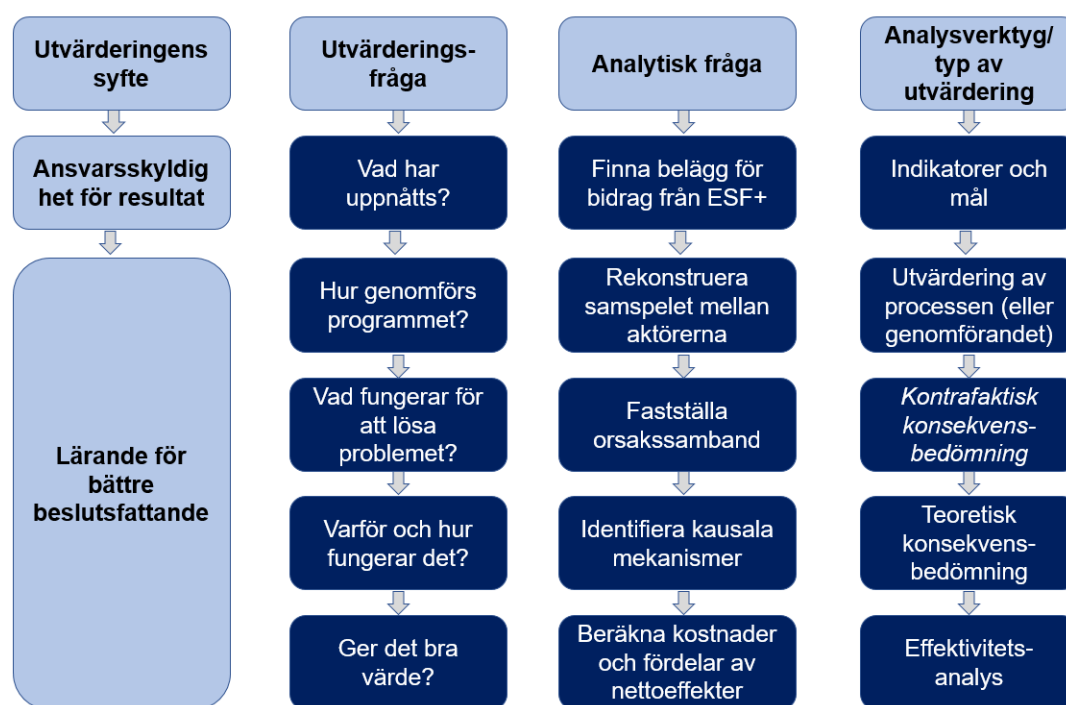 Utvärderingens
syfte
Ansvarsskyldig
het för resultat
Lärande för
bättre
beslutsfattande
Utvärderings-
fråga
Vad har
uppnåtts?
Hur genomförs
programmet?
Vad fungerar för
att lösa
problemet?
Varför och hur
fungerar det?
Ger det bra
värde?
Analytisk fråga
Finna belägg för
bidrag från ESF+
Rekonstruera
samspelet mellan
aktörerna
Fastställa
orsakssamband
Identifiera kausala
mekanismer
Beräkna kostnader
och fördelar av
nettoeffekter
Analysverktyg/
typ av
utvärdering
Indikatorer och
mål
Utvärdering av
processen (eller
genomförandet)
Kontrafaktisk
konsekvens-
bedömning
Teoretisk
konsekvens-
bedömning
Effektivitets-
analys